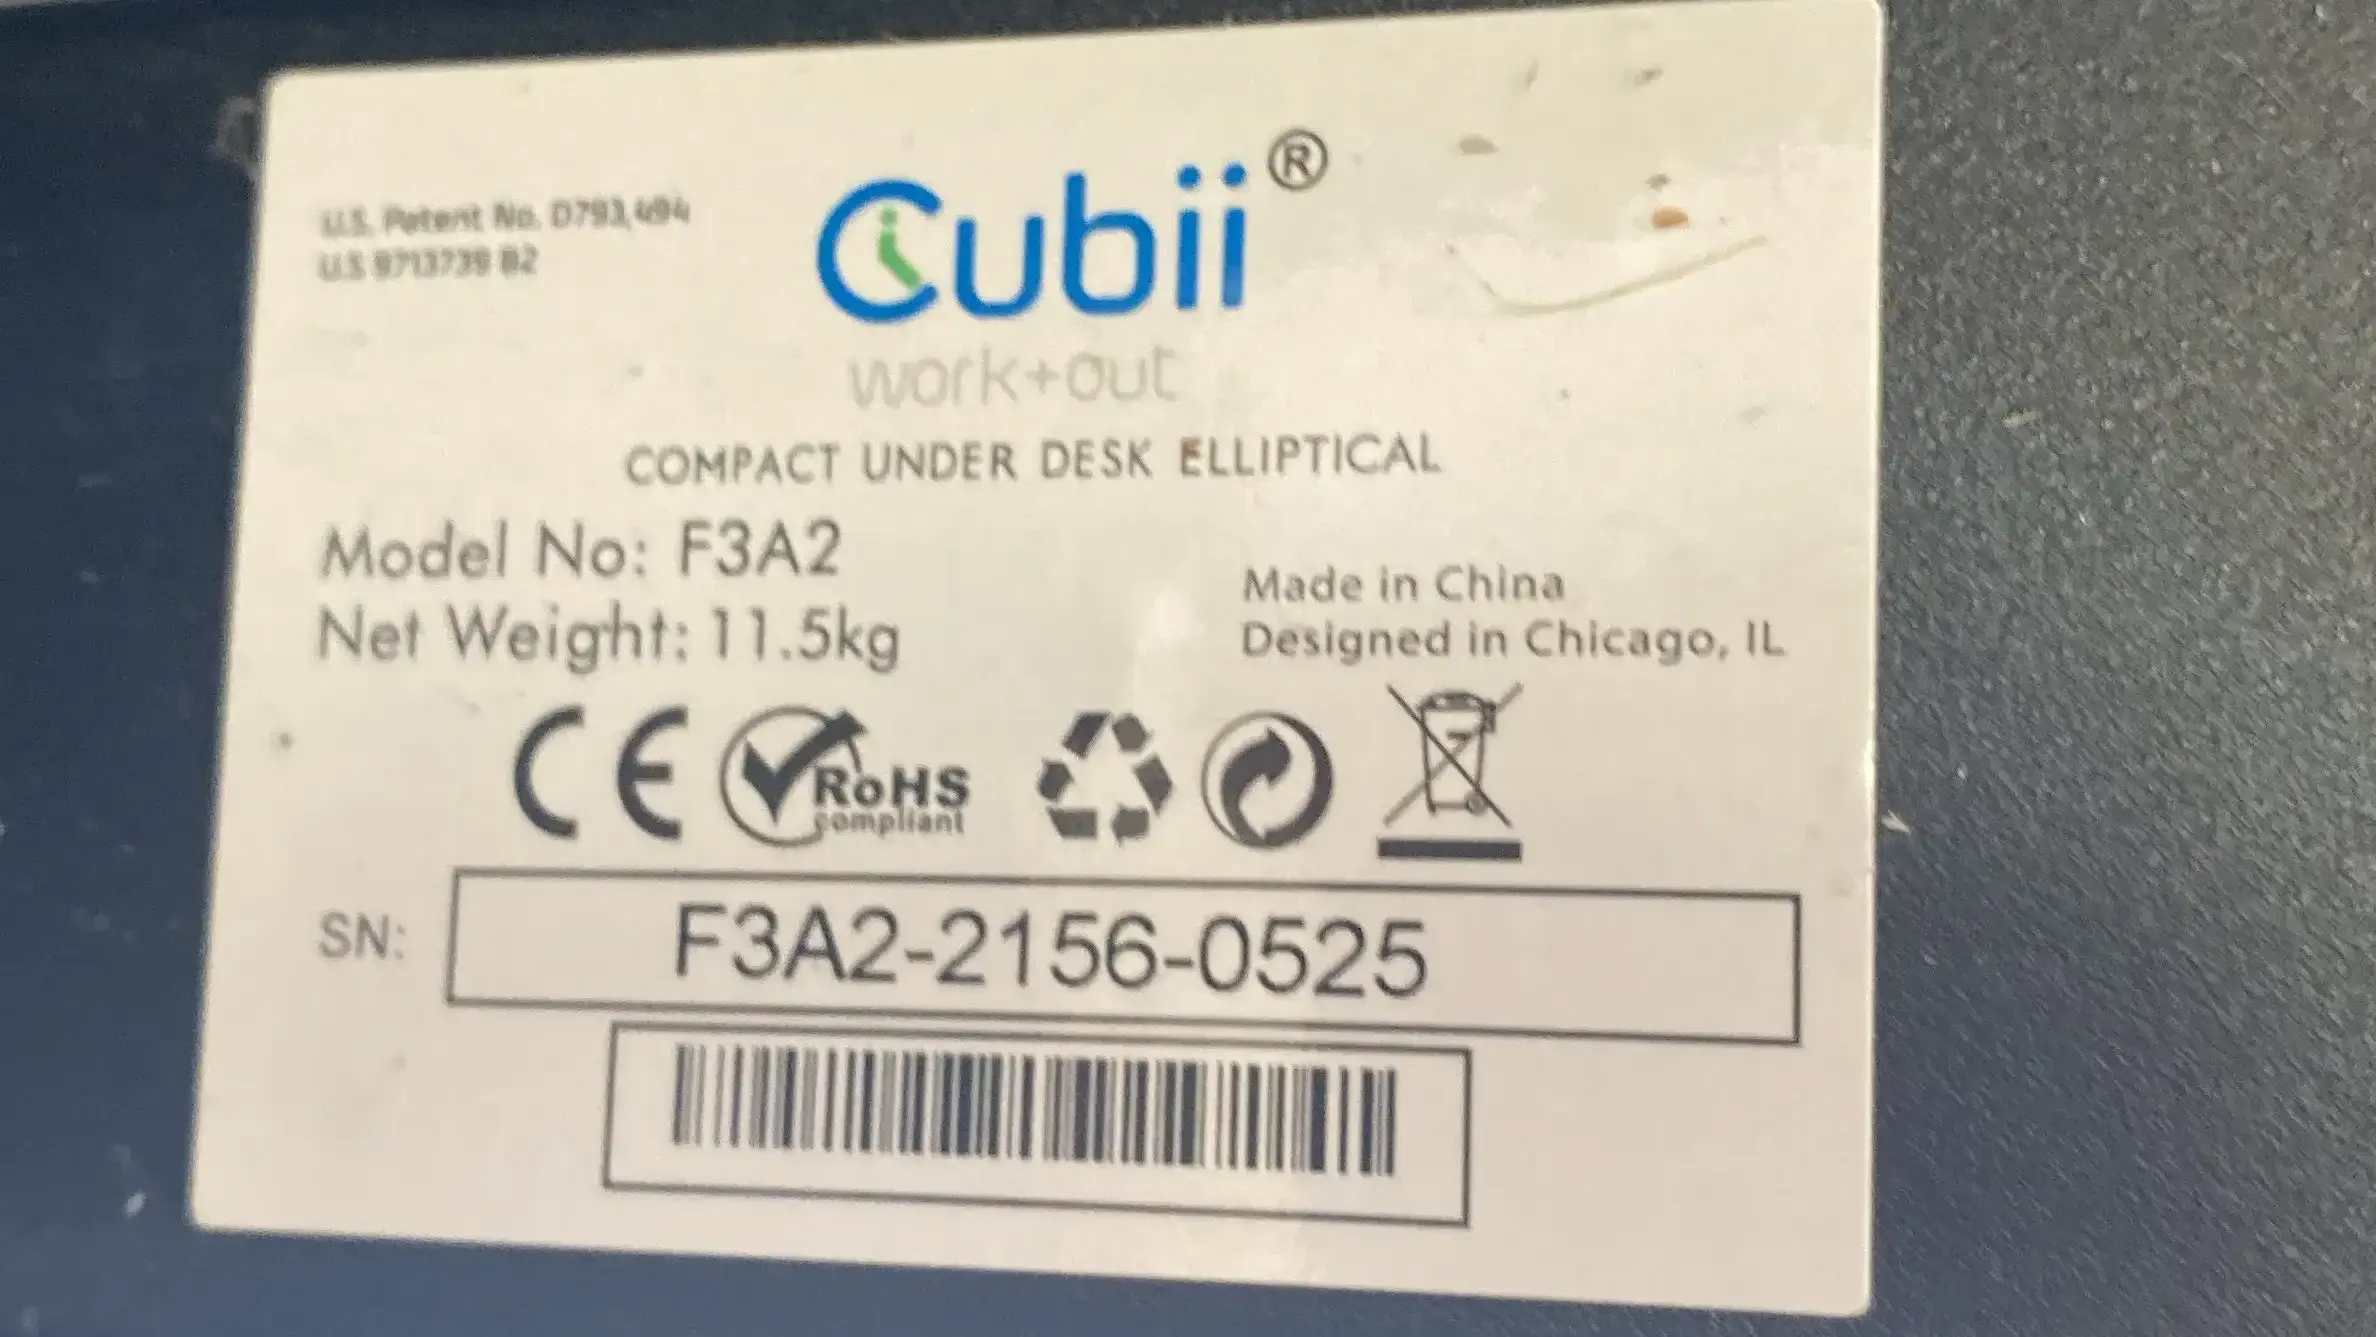 U.S. Patent No. D793,494
U.S 9713739 B2
Cubii®
work+out
COMPACT UNDER DESK ELLIPTICAL
Model No: F3A2
Net Weight: 11.5kg
Made in China
Designed in Chicago, IL
CE
RoHS
compliant
SN:
F3A2-2156-0525